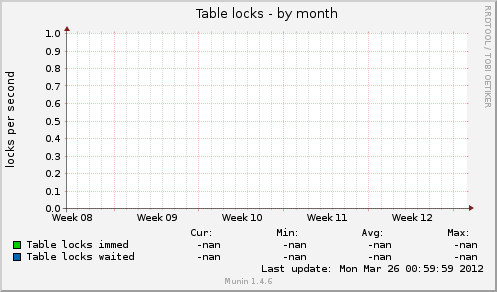 Table locks - by month
RRDTOOL / TOBI OETIKER
locks per second
1.0
0.9
0.8
0.7
0.6
0.5
0.4
0.3
0.2
0.1
0.0
Week 08 Week 09 Week 10 Week 11 Week 12
Cur: Min: Avg: Max:
Table locks immed -nan -nan -nan -nan
Table locks waited -nan -nan -nan -nan
Last update: Mon Mar 26 00:59:59 2012
Munin 1.4.6